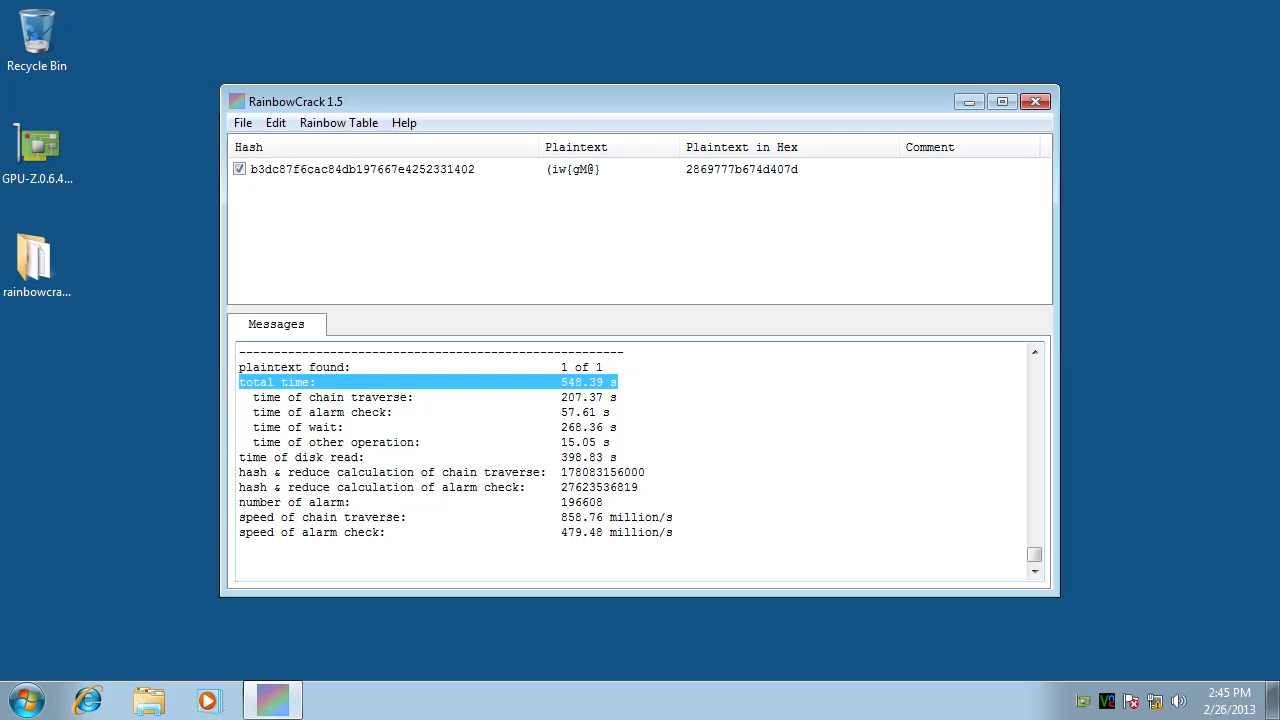 Recycle Bin
GPU-Z.0.6.4...
rainbowcra...
RainbowCrack 1.5
File Edit Rainbow Table Help
Hash Plaintext Plaintext in Hex Comment
b3dc87f6cac84db197667e4252331402 (iw{gM@} 2869777b674d407d
Messages
-------------------------------------------------------
plaintext found: 1 of 1
total time: 548.39 s
time of chain traverse: 207.37 s
time of alarm check: 57.61 s
time of wait: 268.36 s
time of other operation: 15.05 s
time of disk read: 398.83 s
hash & reduce calculation of chain traverse: 178083156000
hash & reduce calculation of alarm check: 27623536819
number of alarm: 196608
speed of chain traverse: 858.76 million/s
speed of alarm check: 479.48 million/s
2:45 PM
2/26/2013